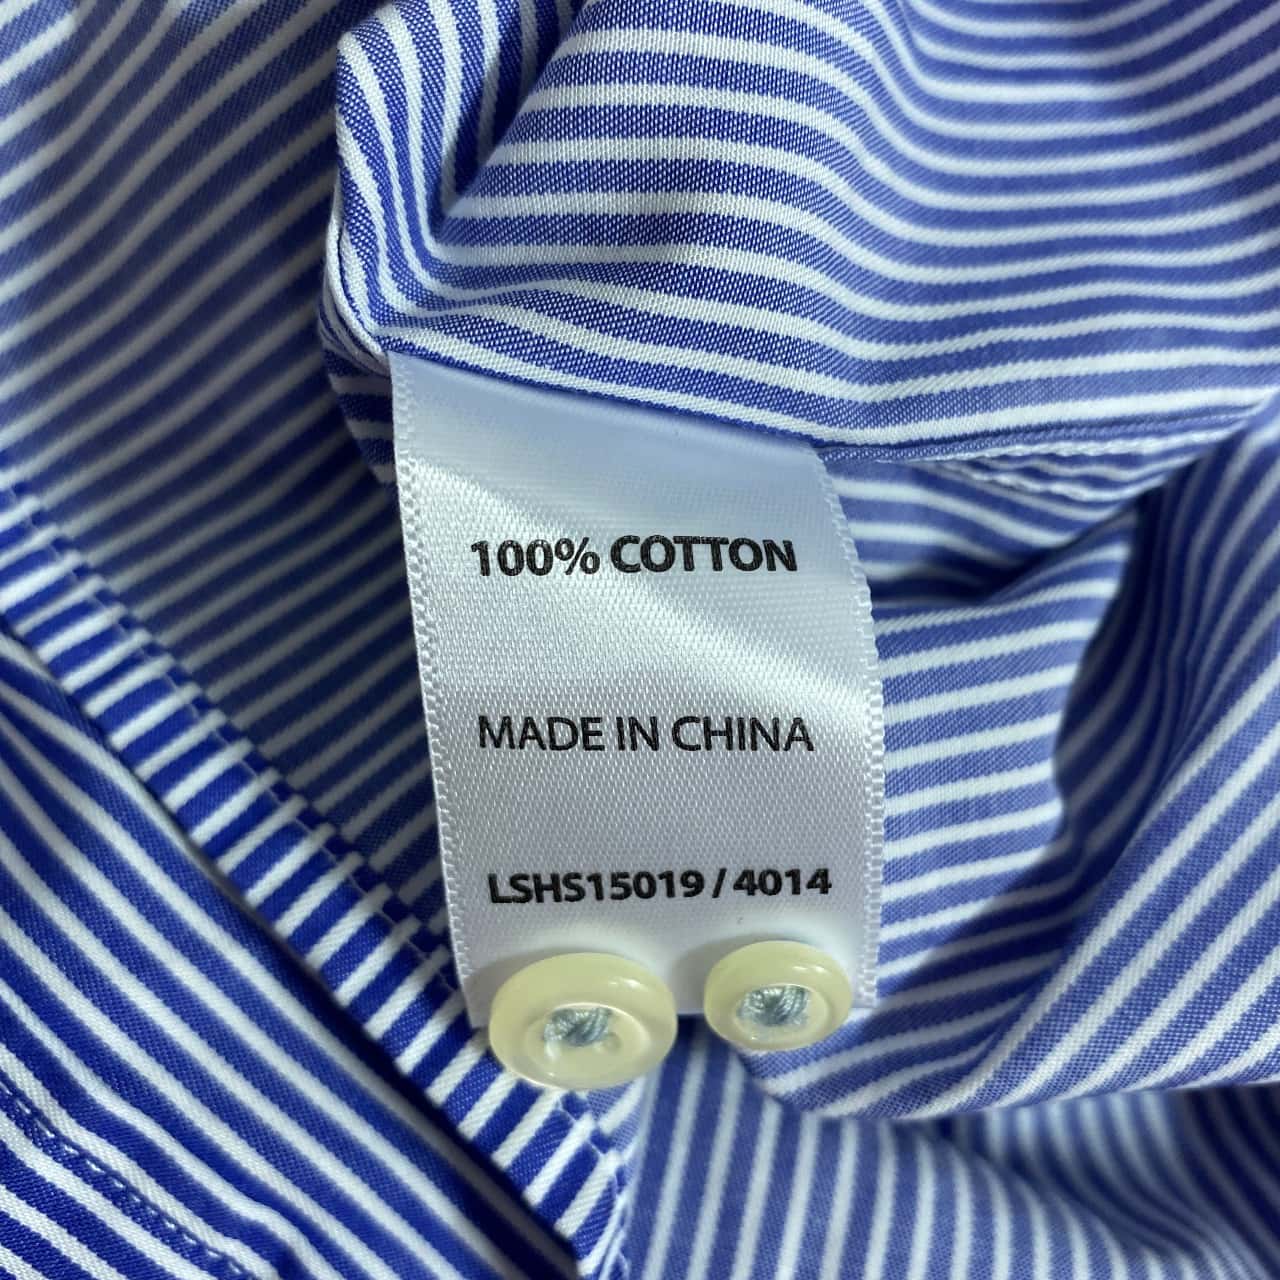 100% COTTON
MADE IN CHINA
LSHS15019 / 4014